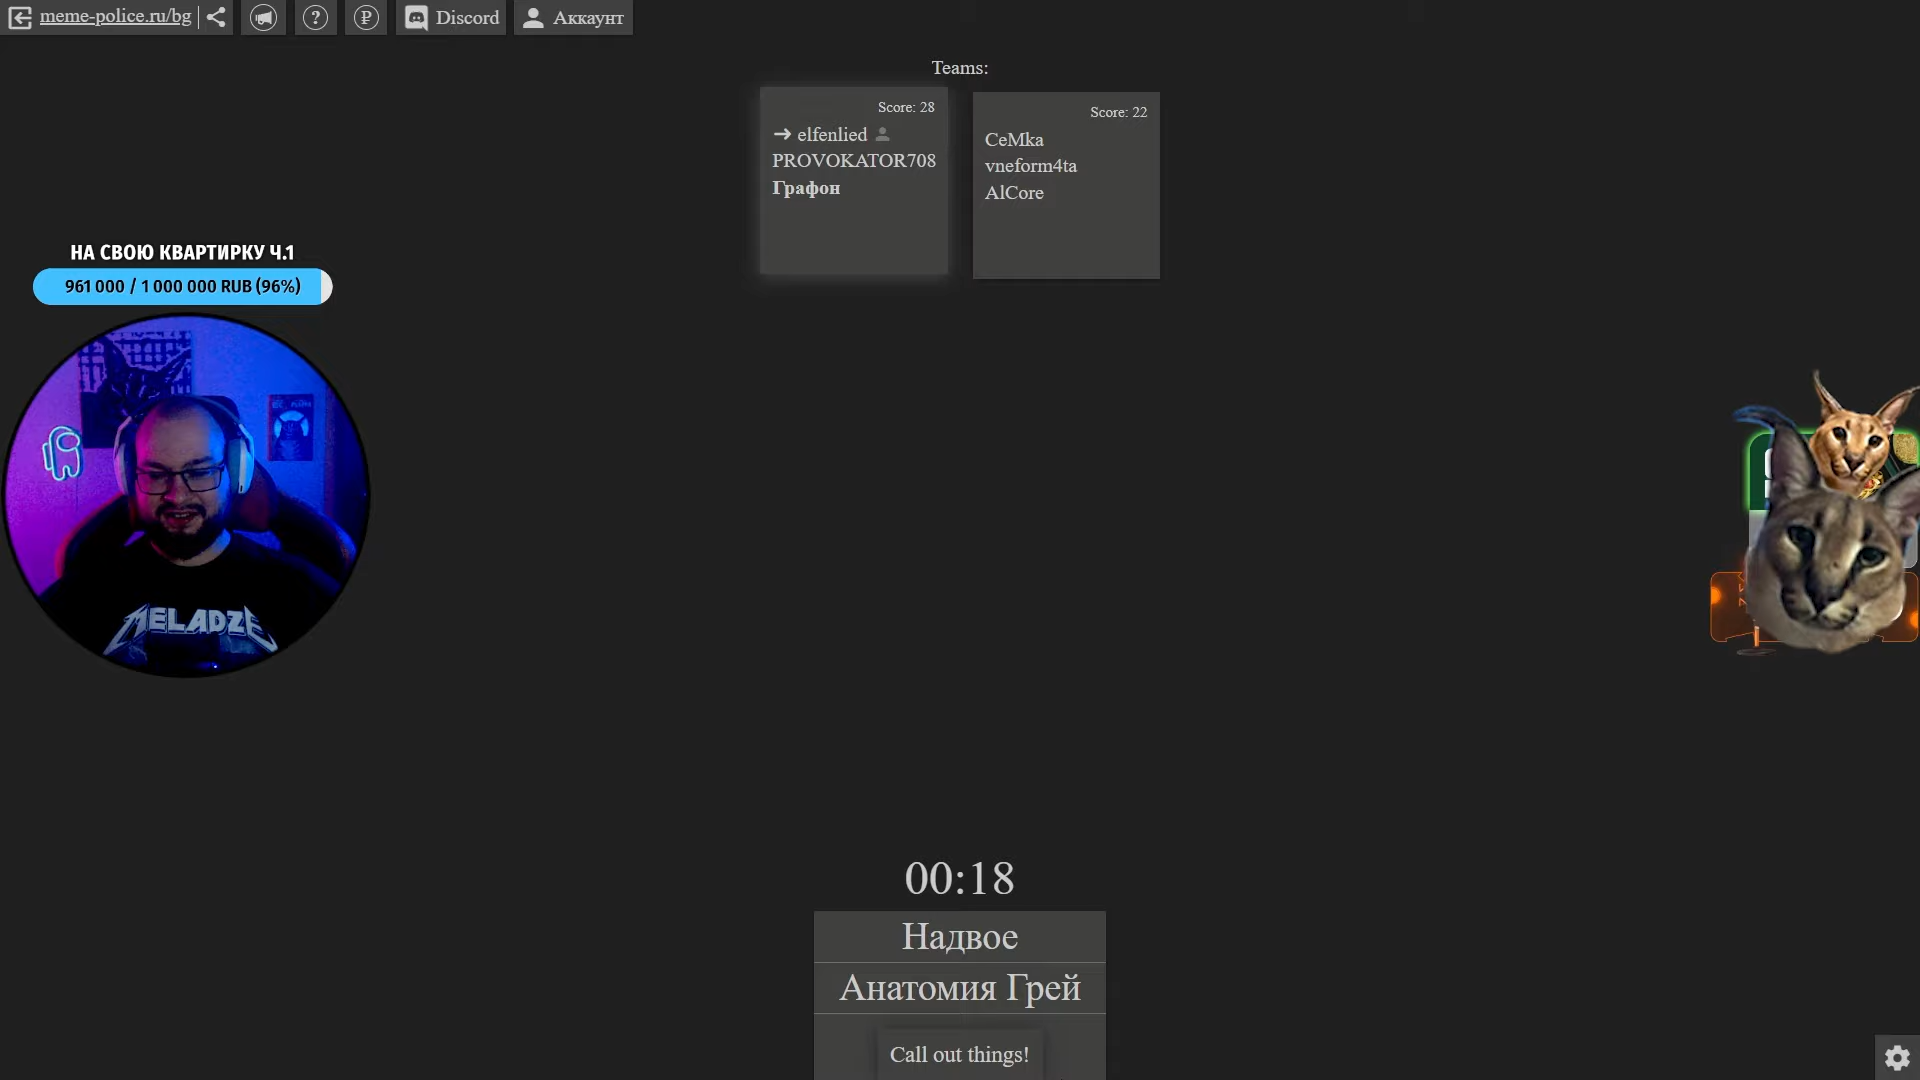 meme-police.ru/bg
?
₽
Discord
Аккаунт
Teams:
Score: 28
→ elfenlied
PROVOKATOR708
Графон
Score: 22
CeMka
vneform4ta
AlCore
НА СВОЮ КВАРТИРКУ Ч.1
961 000 / 1 000 000 RUB (96%)
MELADZE
00:18
Надвое
Анатомия Грей
Call out things!